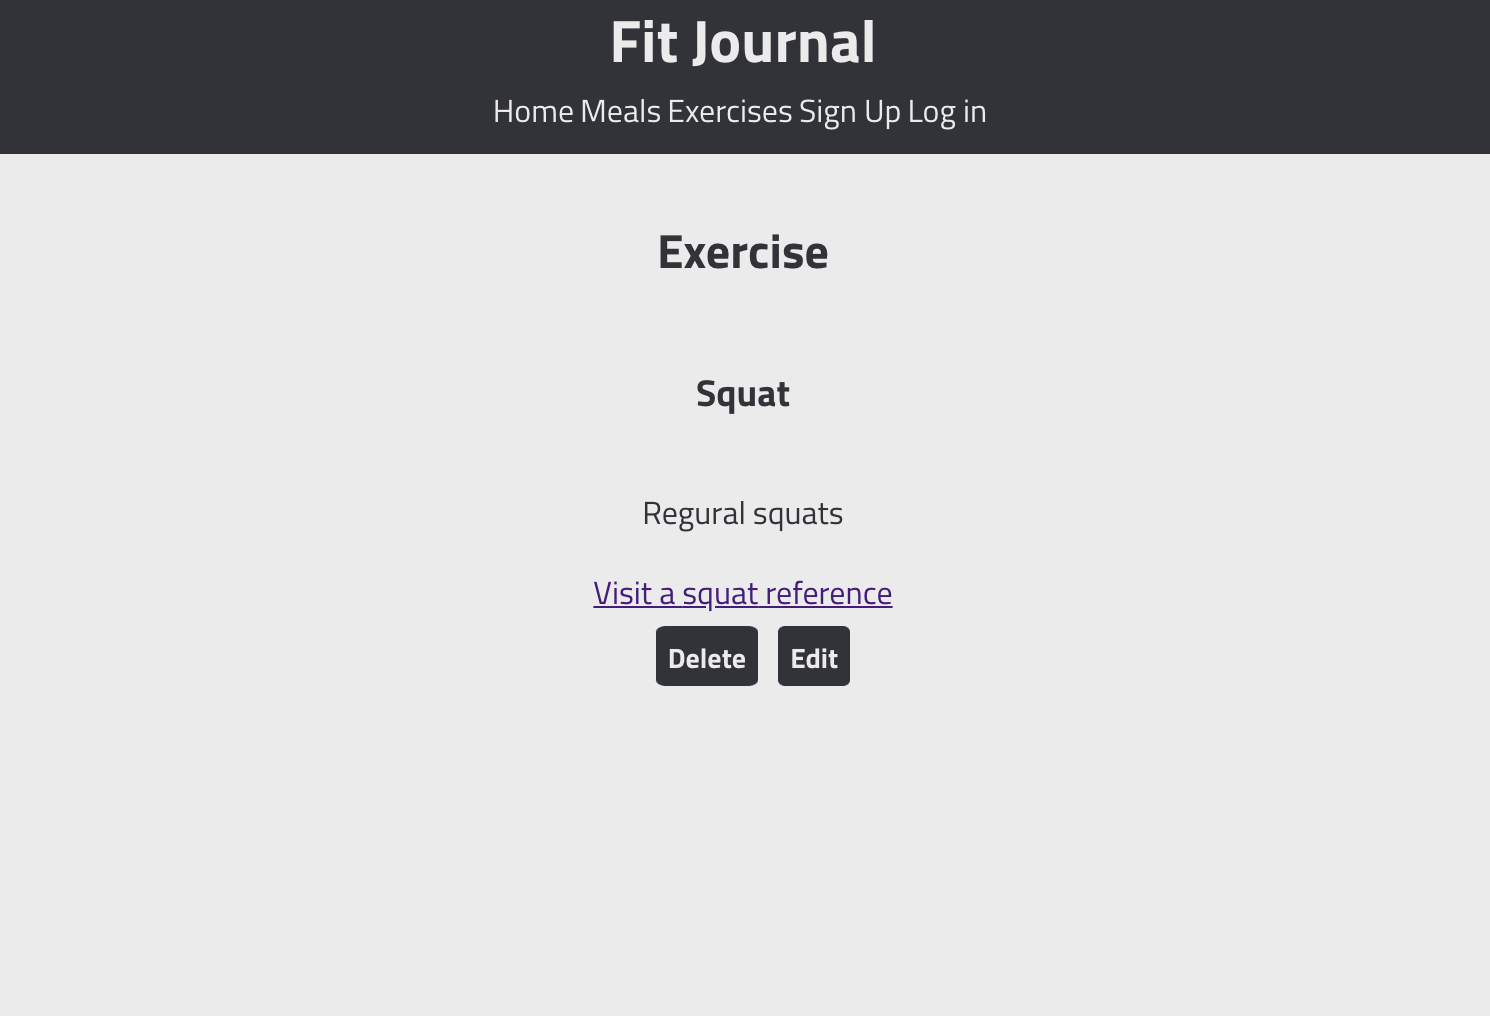 Fit Journal
Home Meals Exercises Sign Up Log in
Exercise
Squat
Regural squats
Visit a squat reference
Delete Edit